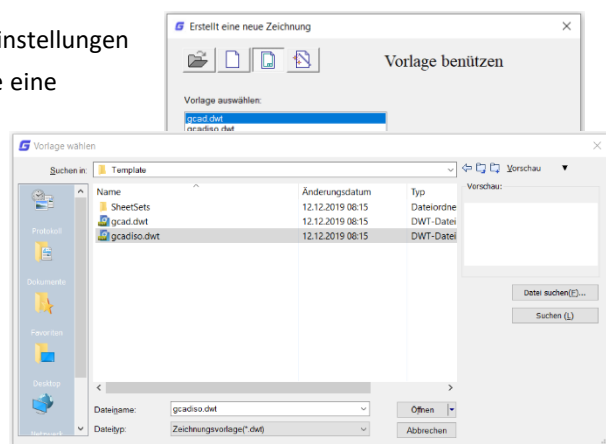 instellungen
e eine
Erstellt eine neue Zeichnung
Vorlage benützen
Vorlage auswählen:
gcad.dwt
gcadiso.dwt
Vorlage wählen
Suchen in: Template
Vorschau
Name Änderungsdatum Typ
SheetSets 12.12.2019 08:15 Dateiordne
gcad.dwt 12.12.2019 08:15 DWT-Datei
gcadiso.dwt 12.12.2019 08:15 DWT-Datei
Vorschau:
Protokoll
Dokumente
Favoriten
Desktop
Netzwerk
Datei suchen(F)...
Suchen (L)
Dateiname: gcadiso.dwt Öffnen
Dateityp: Zeichnungsvorlage(*.dwt) Abbrechen